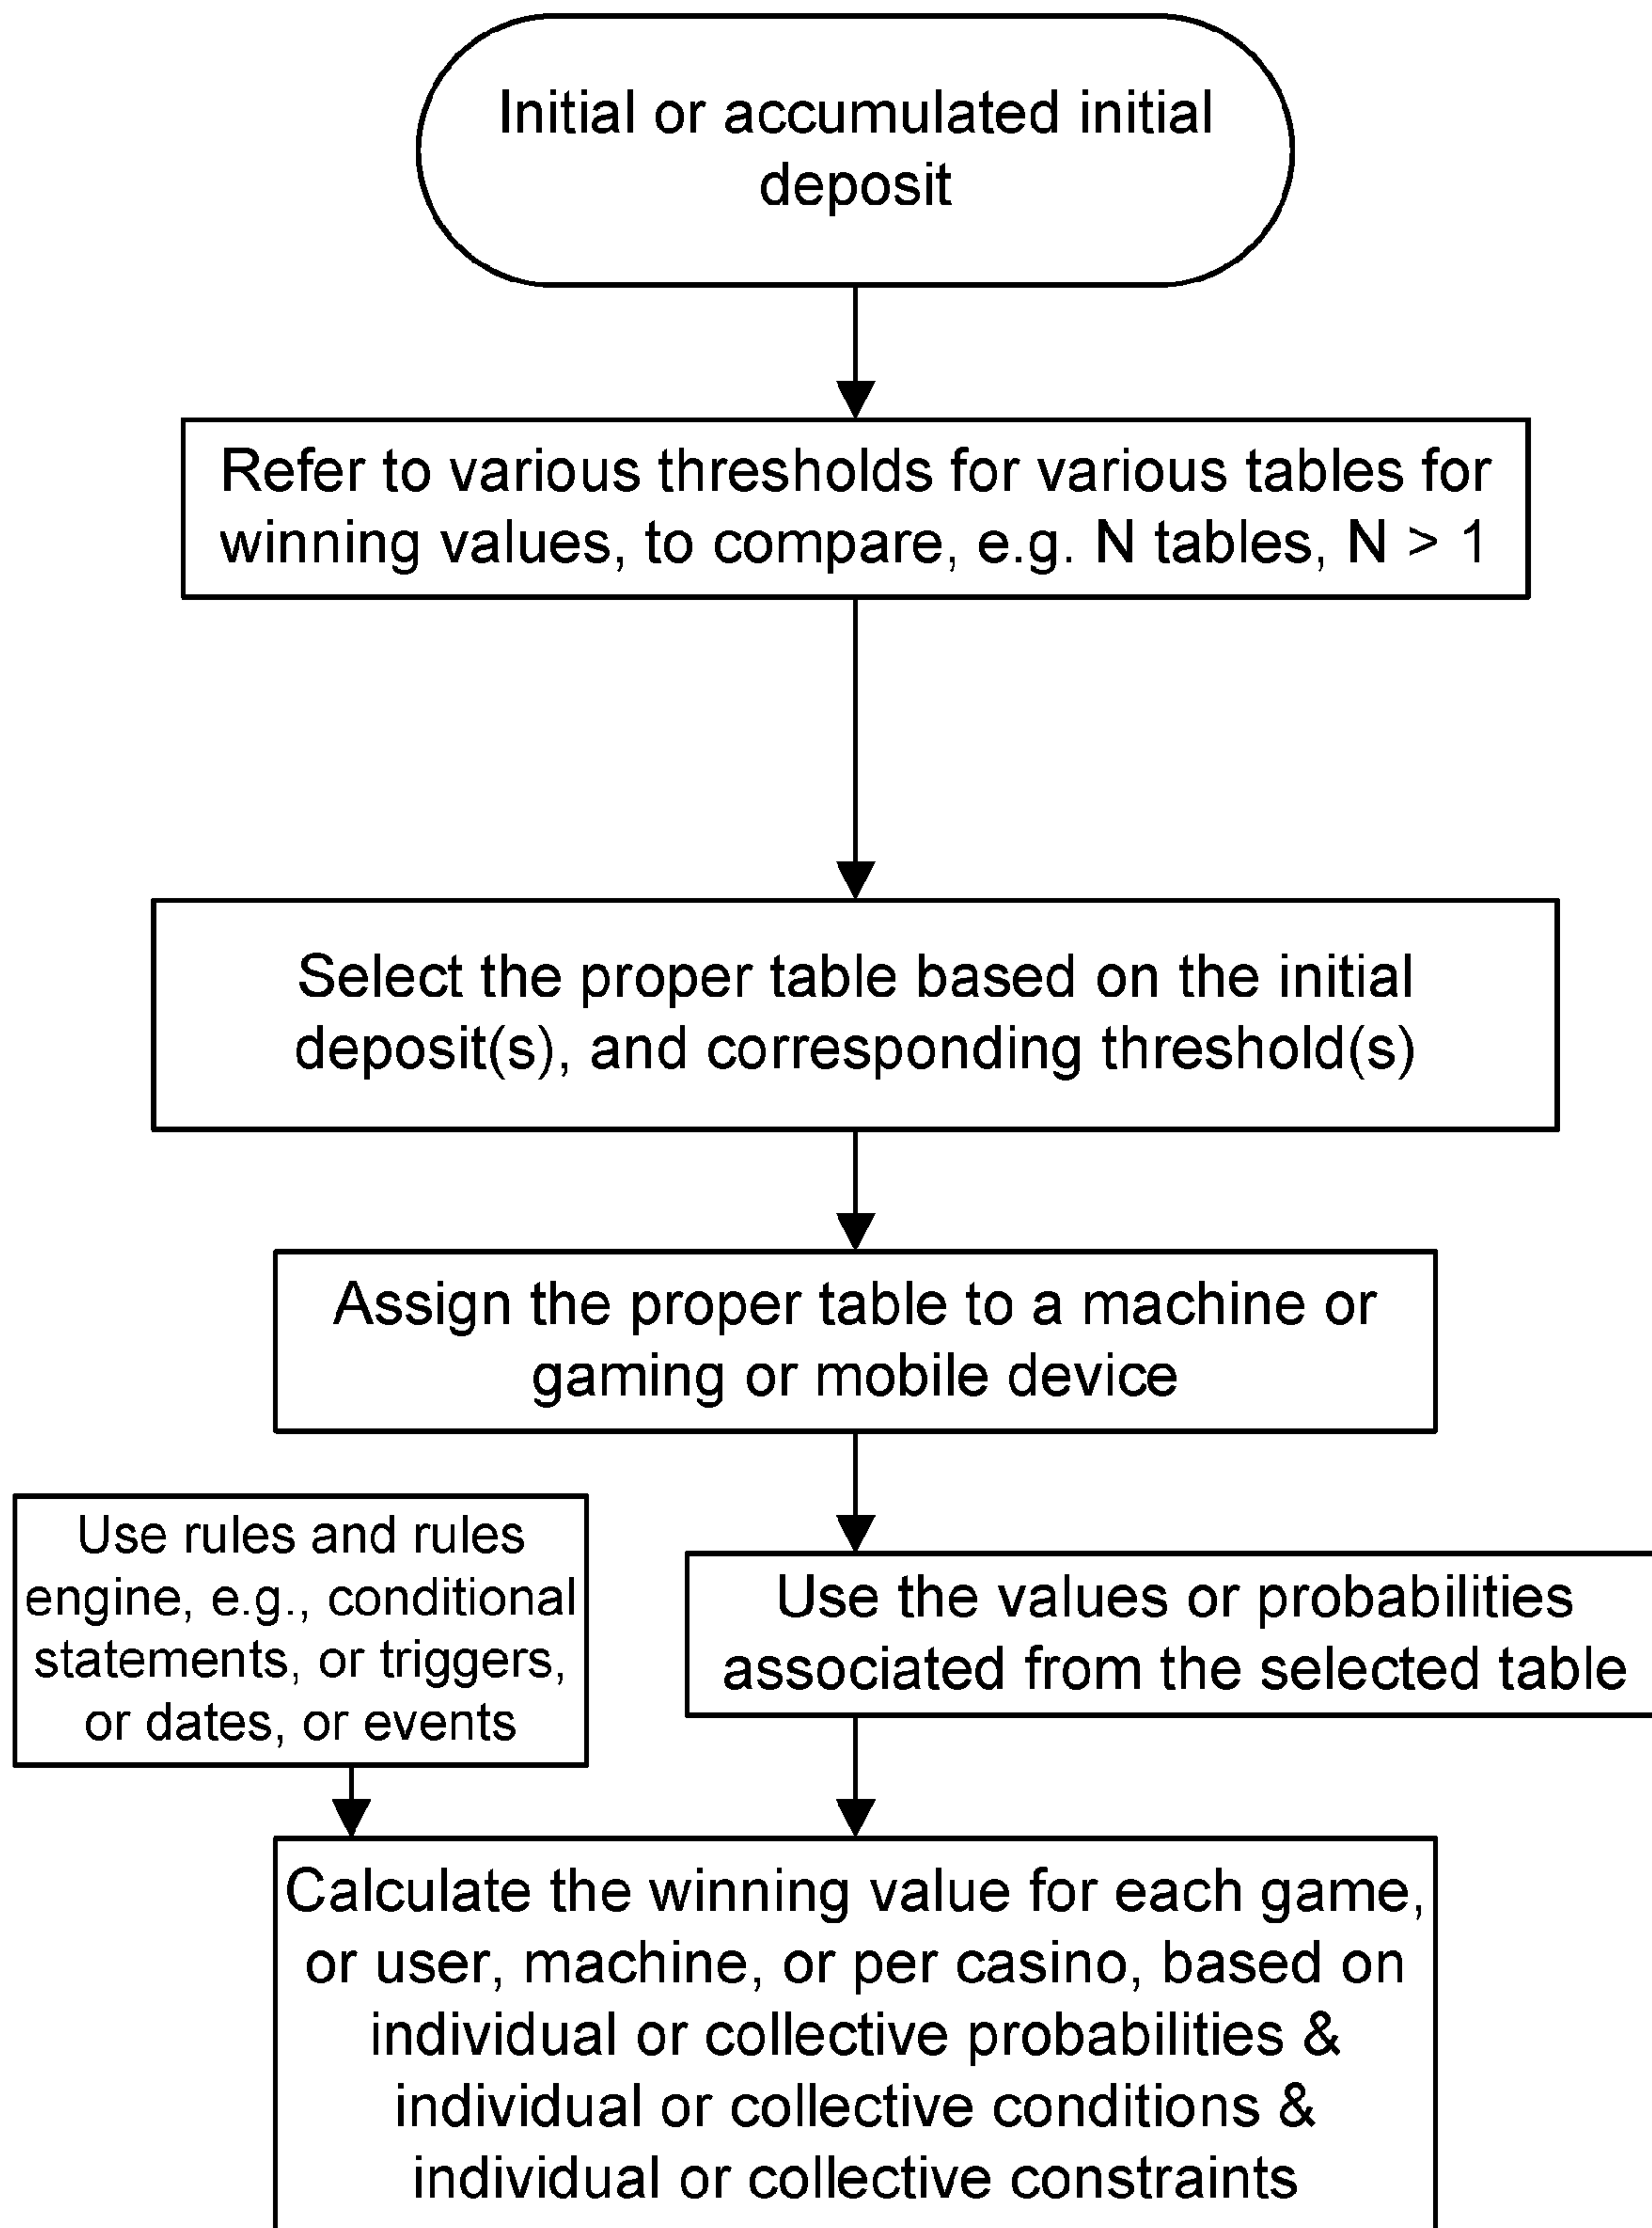 Initial or accumulated initial
deposit
Refer to various thresholds for various tables for
winning values, to compare, e.g. N tables, N > 1
Select the proper table based on the initial
deposit(s), and corresponding threshold(s)
Assign the proper table to a machine or
gaming or mobile device
Use rules and rules
engine, e.g., conditional
statements, or triggers,
or dates, or events
Use the values or probabilities
associated from the selected table
Calculate the winning value for each game,
or user, machine, or per casino, based on
individual or collective probabilities &
individual or collective conditions &
individual or collective constraints